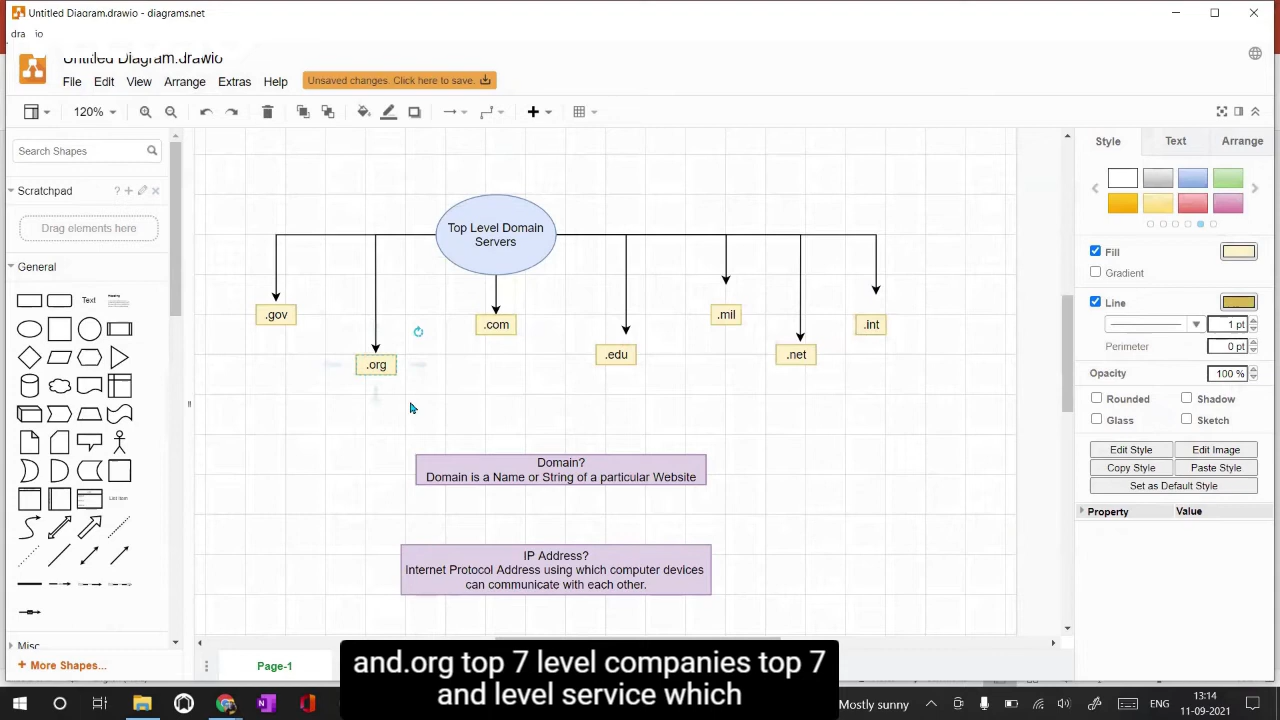 Untitled Diagram.drawio - diagrams.net
dra io
Untitled Diagram.drawio
File Edit View Arrange Extras Help
Unsaved changes. Click here to save.
120%
Search Shapes
Scratchpad
Drag elements here
General
Text
Heading
List Item
Misc
+ More Shapes...
Top Level Domain
Servers
.gov
.org
.com
.edu
.mil
.net
.int
Domain?
Domain is a Name or String of a particular Website
IP Address?
Internet Protocol Address using which computer devices
can communicate with each other.
Page-1
Style Text Arrange
Fill
Gradient
Line
1 pt
Perimeter 0 pt
Opacity 100 %
Rounded Shadow
Glass Sketch
Edit Style Edit Image
Copy Style Paste Style
Set as Default Style
Property Value
and.org top 7 level companies top 7
and level service which
Mostly sunny
ENG
13:14
11-09-2021